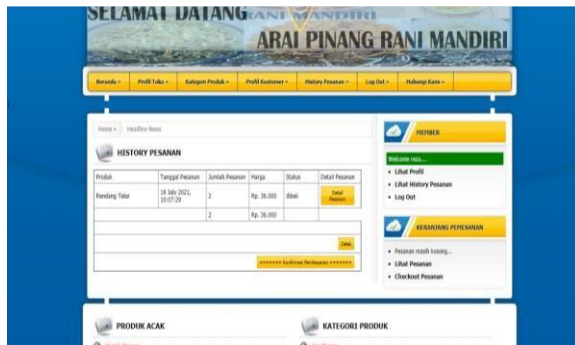 SELAMAT DATANG
RANI MANDIRI
ARAI PINANG RANI MANDIRI
Beranda Profil Toko Kategori Produk Profil Kustomer History Pesanan Log Out Hubungi Kami
Home » Headline News
HISTORY PESANAN
Produk Tanggal Pesanan Jumlah Pesanan Harga Status Detail Pesanan
Rendang Telur 19 July 2021, 10:07:29 2 Rp. 36.000 dibeli Detail Pesanan
2 Rp. 36.000
Cetak
======= Konfirmasi Pembayaran =======
MEMBER
Welcome reza...
Lihat Profil
Lihat History Pesanan
Log Out
KERANJANG PEMESANAN
Pesanan masih kosong...
Lihat Pesanan
Checkout Pesanan
PRODUK ACAK
KATEGORI PRODUK